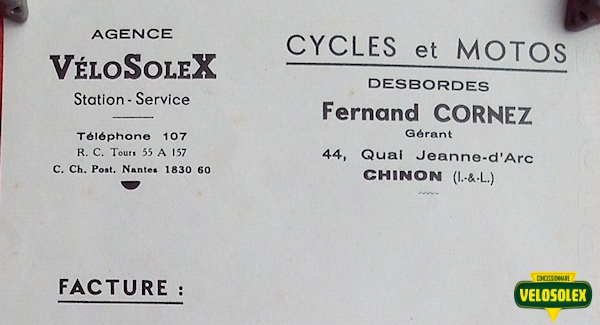 AGENCE
VÉLOSOLEX
Station-Service
Téléphone 107
R. C. Tours 55 A 157
C. Ch. Post. Nantes 1830 60
CYCLES et MOTOS
DESBORDES
Fernand CORNEZ
Gérant
44, Quai Jeanne-d'Arc
CHINON (I.-&-L.)
FACTURE :
CONCESSIONNAIRE
VELOSOLEX